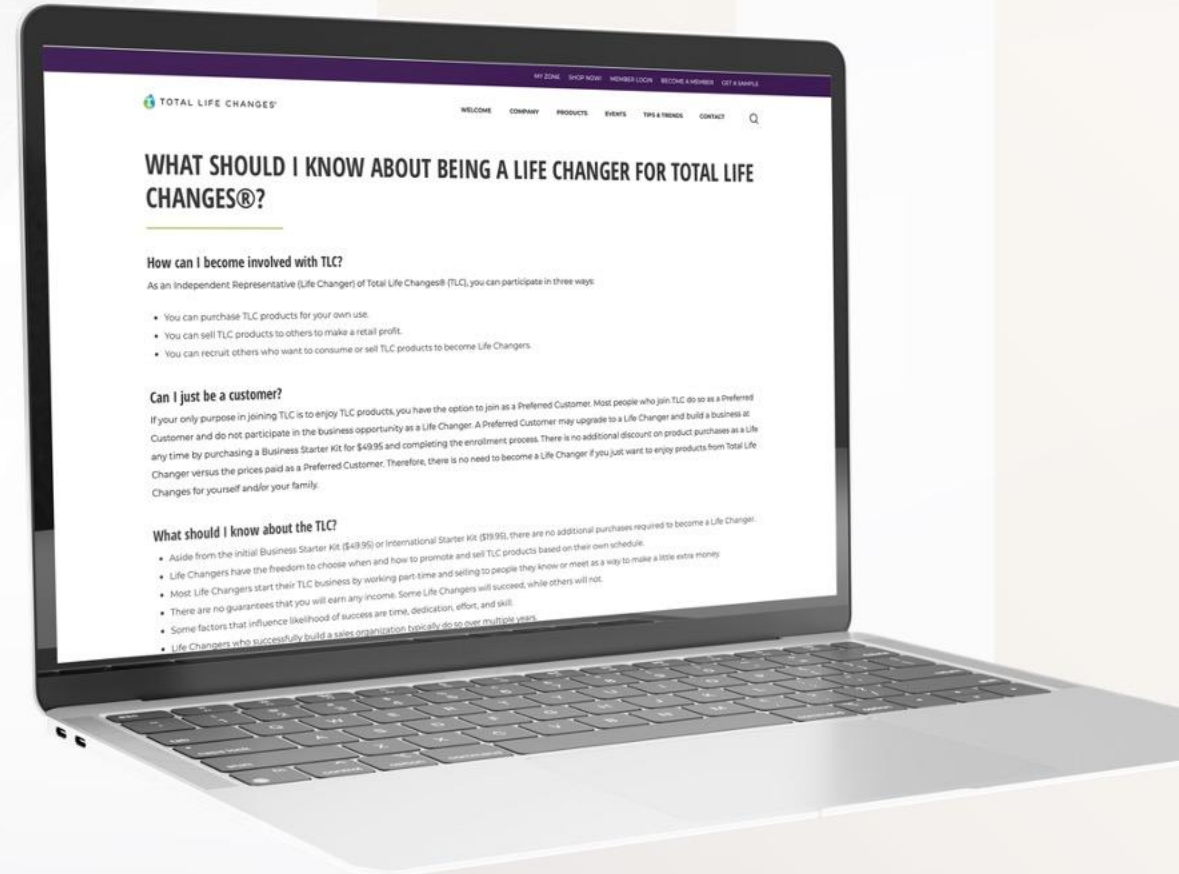 MY ZONE SHOP NOW! MEMBER LOGIN BECOME A MEMBER GET A SAMPLE
TOTAL LIFE CHANGES®
WELCOME COMPANY PRODUCTS EVENTS TIPS & TRENDS CONTACT
WHAT SHOULD I KNOW ABOUT BEING A LIFE CHANGER FOR TOTAL LIFE
CHANGES®?
How can I become involved with TLC?
As an Independent Representative (Life Changer) of Total Life Changes® (TLC), you can participate in three ways:
• You can purchase TLC products for your own use.
• You can sell TLC products to others to make a retail profit.
• You can recruit others who want to consume or sell TLC products to become Life Changers.
Can I just be a customer?
If your only purpose in joining TLC is to enjoy TLC products, you have the option to join as a Preferred Customer. Most people who join TLC do so as a Preferred
Customer and do not participate in the business opportunity as a Life Changer. A Preferred Customer may upgrade to a Life Changer and build a business at
any time by purchasing a Business Starter Kit for $49.95 and completing the enrollment process. There is no additional discount on product purchases as a Life
Changer versus the prices paid as a Preferred Customer. Therefore, there is no need to become a Life Changer if you just want to enjoy products from Total Life
Changes for yourself and/or your family.
What should I know about the TLC?
• Aside from the initial Business Starter Kit ($49.95) or International Starter Kit ($19.95), there are no additional purchases required to become a Life Changer.
• Life Changers have the freedom to choose when and how to promote and sell TLC products based on their own schedule.
• Most Life Changers start their TLC business by working part-time and selling to people they know or meet as a way to make a little extra money.
• There are no guarantees that you will earn any income. Some Life Changers will succeed, while others will not.
• Some factors that influence likelihood of success are time, dedication, effort, and skill.
• Life Changers who successfully build a sales organization typically do so over multiple years.